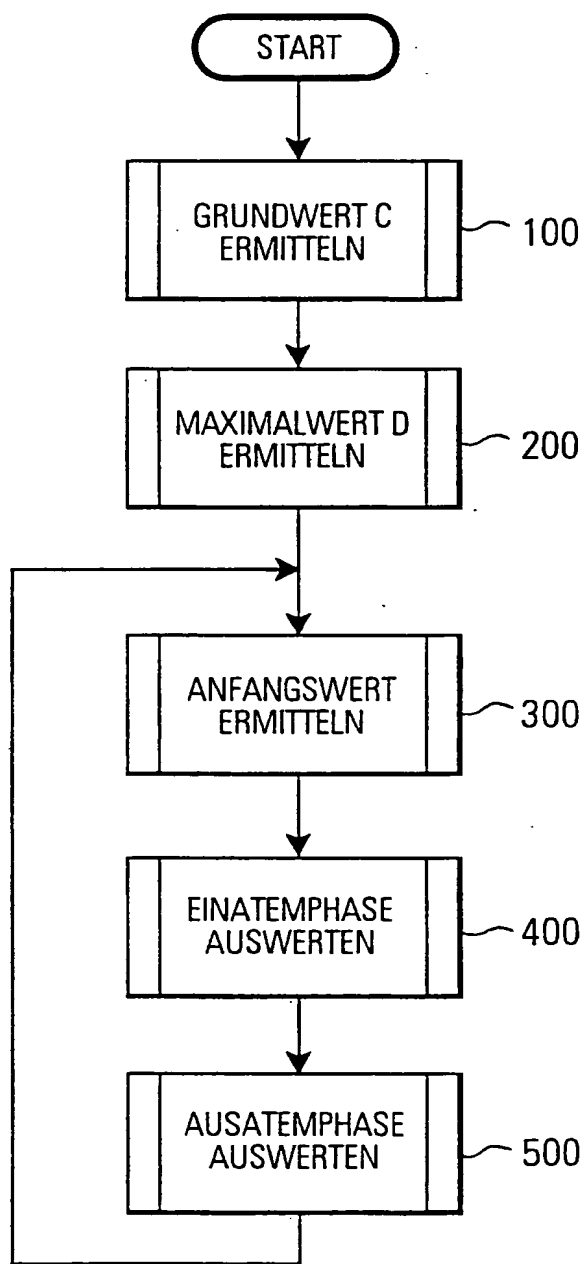 START
GRUNDWERT C
ERMITTELN
100
MAXIMALWERT D
ERMITTELN
200
ANFANGSWERT
ERMITTELN
300
EINATEMPHASE
AUSWERTEN
400
AUSATEMPHASE
AUSWERTEN
500